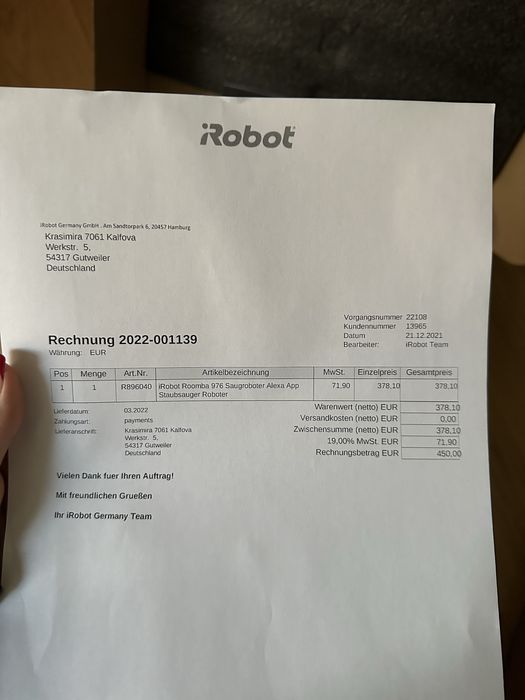 iRobot
iRobot Germany GmbH . Am Sandtorpark 6, 20457 Hamburg
Krasimira 7061 Kalfova
Werkstr. 5,
54317 Gutweiler
Deutschland
Vorgangsnummer 22108
Kundennummer 13965
Datum 21.12.2021
Bearbeiter: iRobot Team
Rechnung 2022-001139
Währung: EUR
Pos Menge Art.Nr. Artikelbezeichnung MwSt. Einzelpreis Gesamtpreis
1 1 R896040 iRobot Roomba 976 Saugroboter Alexa App 71,90 378,10 378,10
Staubsauger Roboter
Warenwert (netto) EUR 378,10
Versandkosten (netto) EUR 0,00
Zwischensumme (netto) EUR 378,10
19,00% MwSt. EUR 71,90
Rechnungsbetrag EUR 450,00
Lieferdatum: 03.2022
Zahlungsart: payments
Lieferanschrift: Krasimira 7061 Kalfova
Werkstr. 5,
54317 Gutweiler
Deutschland
Vielen Dank fuer Ihren Auftrag!
Mit freundlichen Grueßen
Ihr iRobot Germany Team